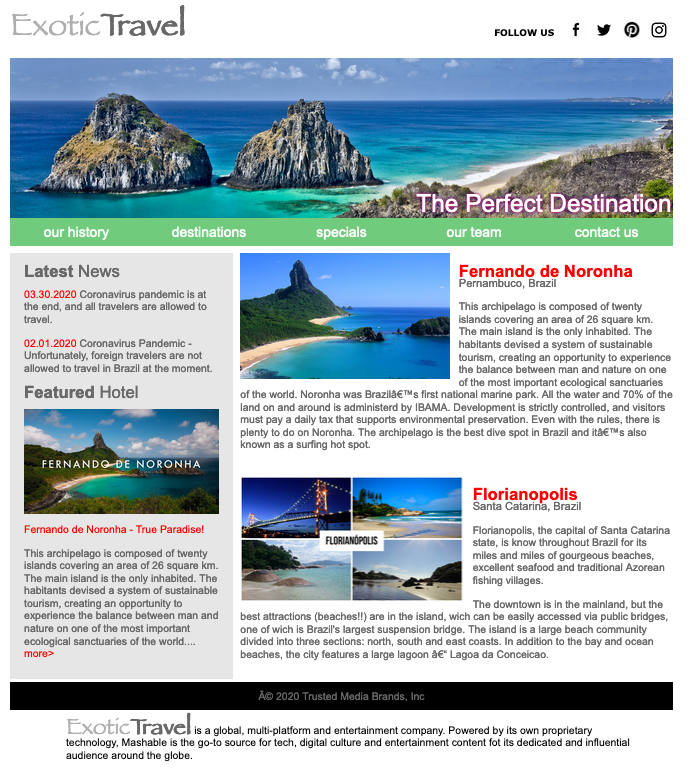 ExoticTravel
FOLLOW US
The Perfect Destination
our history destinations specials our team contact us
Latest News
03.30.2020 Coronavirus pandemic is at
the end, and all travelers are allowed to
travel.
02.01.2020 Coronavirus Pandemic -
Unfortunately, foreign travelers are not
allowed to travel in Brazil at the moment.
Featured Hotel
FERNANDO DE NORONHA
Fernando de Noronha - True Paradise!
This archipelago is composed of twenty
islands covering an area of 26 square km.
The main island is the only inhabited. The
habitants devised a system of sustainable
tourism, creating an opportunity to
experience the balance between man and
nature on one of the most important
ecological sanctuaries of the world....
more>
Fernando de Noronha
Pernambuco, Brazil
This archipelago is composed of twenty
islands covering an area of 26 square km.
The main island is the only inhabited. The
habitants devised a system of sustainable
tourism, creating an opportunity to experience
the balance between man and nature on one
of the most important ecological sanctuaries
of the world. Noronha was Brazilâ€™s first national marine park. All the water and 70% of the
land on and around is administerd by IBAMA. Development is strictly controlled, and visitors
must pay a daily tax that supports environmental preservation. Even with the rules, there is
plenty to do on Noronha. The archipelago is the best dive spot in Brazil and itâ€™s also
known as a surfing hot spot.
FLORIANÓPOLIS
Florianopolis
Santa Catarina, Brazil
Florianopolis, the capital of Santa Catarina
state, is know throughout Brazil for its
miles and miles of gourgeous beaches,
excellent seafood and traditional Azorean
fishing villages.
The downtown is in the mainland, but the
best attractions (beaches!!) are in the island, wich can be easily accessed via public bridges,
one of wich is Brazil's largest suspension bridge. The island is a large beach community
divided into three sections: north, south and east coasts. In addition to the bay and ocean
beaches, the city features a large lagoon â€“ Lagoa da Conceicao.
Â© 2020 Trusted Media Brands, Inc
ExoticTravel is a global, multi-platform and entertainment company. Powered by its own proprietary
technology, Mashable is the go-to source for tech, digital culture and entertainment content fot its dedicated and influential
audience around the globe.